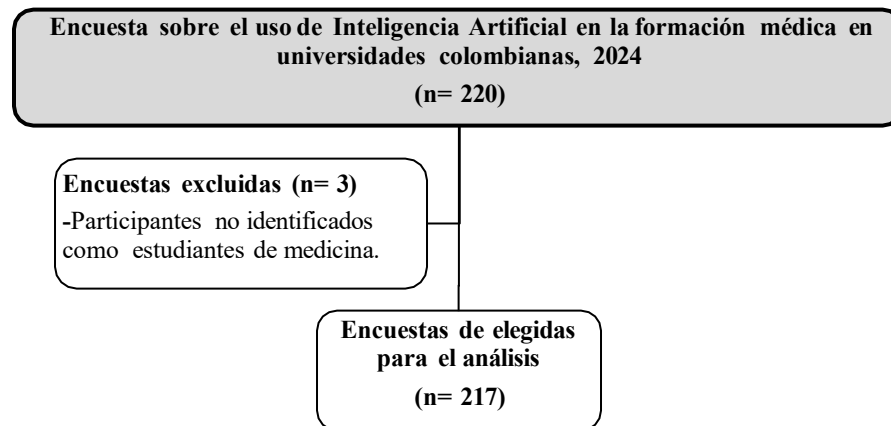 Encuesta sobre el uso de Inteligencia Artificial en la formación médica en
universidades colombianas, 2024
(n= 220)
Encuestas excluidas (n= 3)
-Participantes no identificados
como estudiantes de medicina.
Encuestas de elegidas
para el análisis
(n= 217)